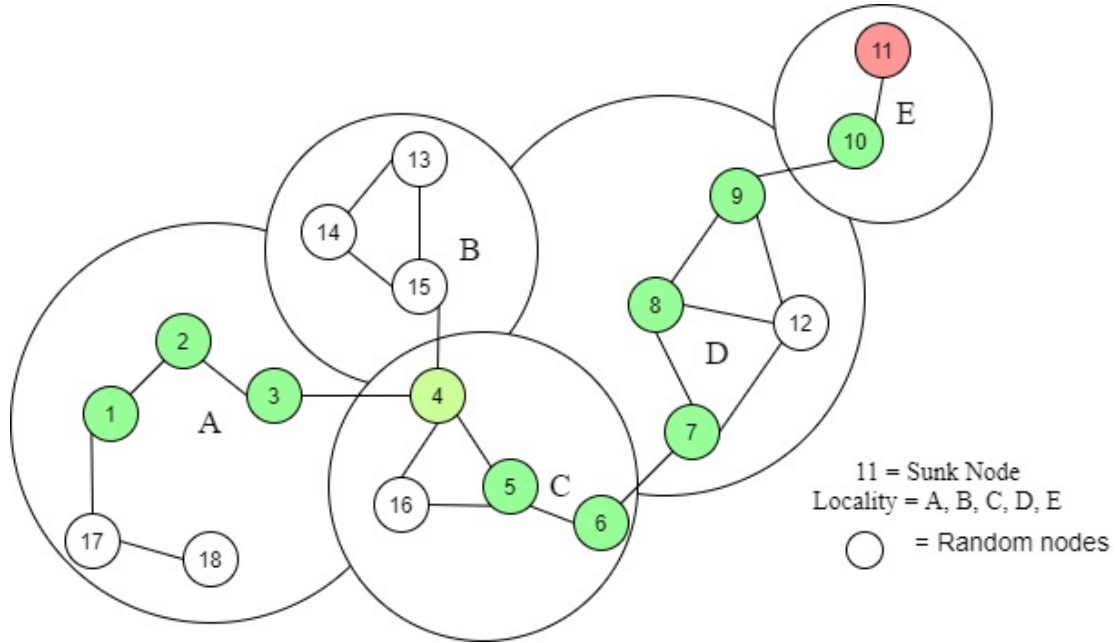 11
E
10
13
9
14
B
15
8
12
2
D
3
4
1
A
7
5
C
16
6
17
18
11 = Sunk Node
Locality = A, B, C, D, E
= Random nodes